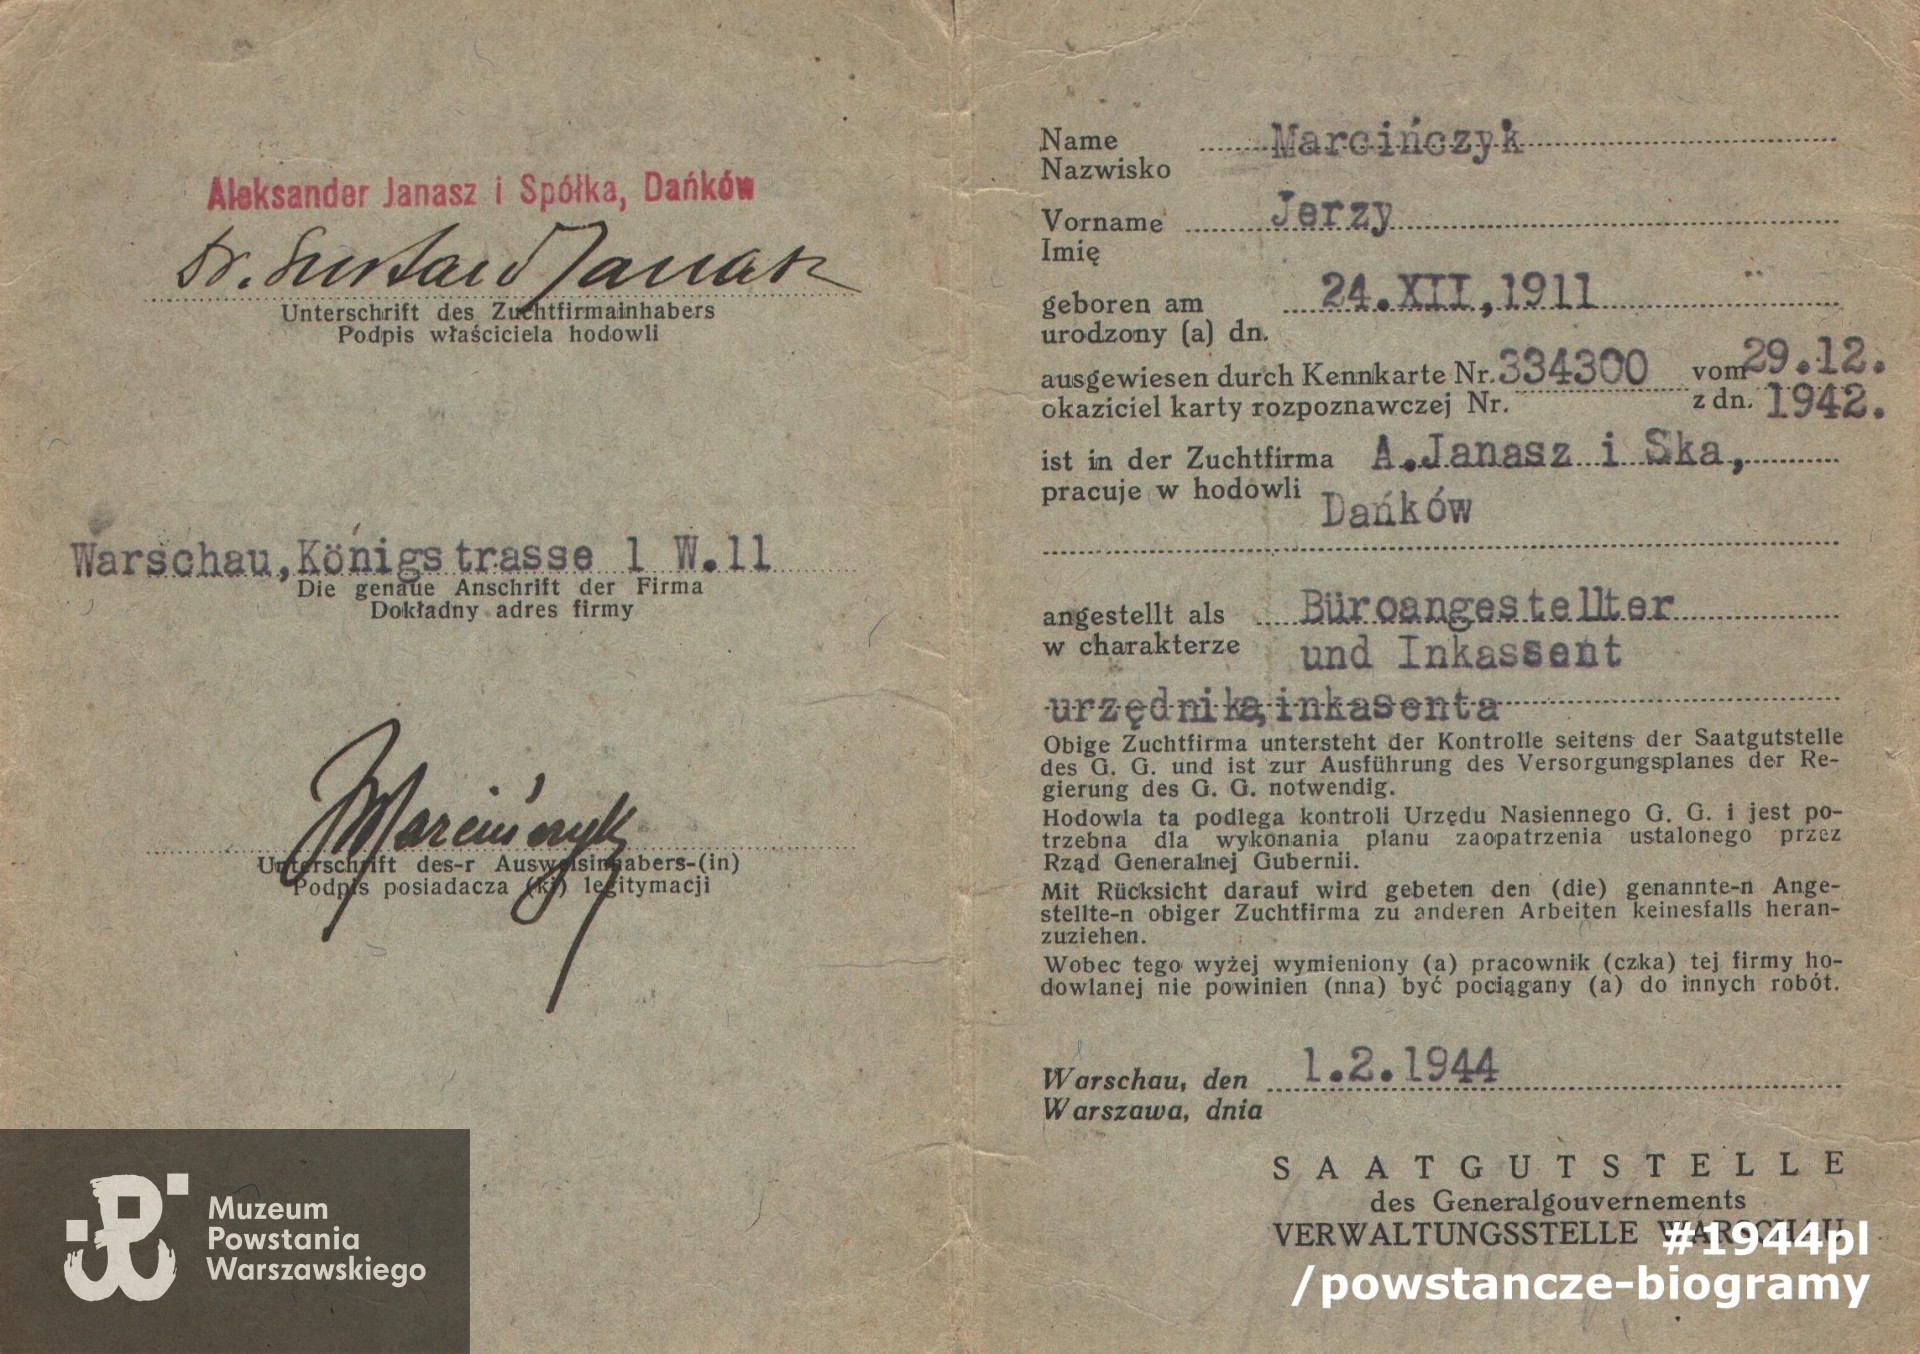 Aleksander Janasz i Spółka, Dańków
Dr. Gustaw Janasz
Unterschrift des Zuchtfirmainhabers
Podpis właściciela hodowli
Warschau, Königstrasse 1 W.11
Die genaue Anschrift der Firma
Dokładny adres firmy
JMarcińczyk
Unterschrift des-r Ausweisinhabers-(in)
Podpis posiadacza (ki) legitymacji
Name Marcińczyk
Nazwisko
Vorname Jerzy
Imię
geboren am 24.XII,1911
urodzony (a) dn.
ausgewiesen durch Kennkarte Nr. 334300 vom 29.12.
okaziciel karty rozpoznawczej Nr. z dn. 1942.
ist in der Zuchtfirma A.Janasz i Ska,
pracuje w hodowli Dańków
angestellt als Büroangestellter
w charakterze und Inkassent
urzędnika, inkasenta
Obige Zuchtfirma untersteht der Kontrolle seitens der Saatgutstelle
des G. G. und ist zur Ausführung des Versorgungsplanes der Re-
gierung des G. G. notwendig.
Hodowla ta podlega kontroli Urzędu Nasiennego G. G. i jest po-
trzebna dla wykonania planu zaopatrzenia ustalonego przez
Rząd Generalnej Gubernii.
Mit Rücksicht darauf wird gebeten den (die) genannte-n Ange-
stellte-n obiger Zuchtfirma zu anderen Arbeiten keinesfalls heran-
zuziehen.
Wobec tego wyżej wymieniony (a) pracownik (czka) tej firmy ho-
dowlanej nie powinien (nna) być pociągany (a) do innych robót.
Warschau, den 1.2.1944
Warszawa, dnia
SAATGUTSTELLE
des Generalgouvernements
VERWALTUNGSSTELLE WARSCHAU
#1944pl
/powstancze-biogramy
Muzeum
Powstania
Warszawskiego